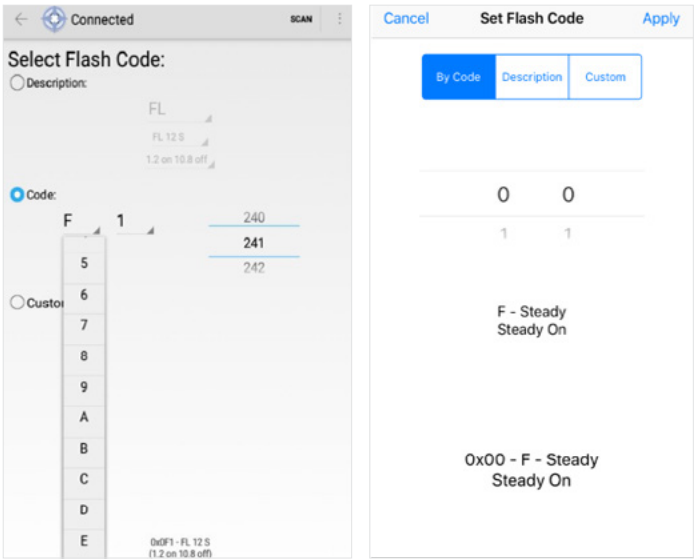 Connected
SCAN
Select Flash Code:
Description:
FL
FL 12 S
1.2 on 10.8 off
Code:
F 1
240
241
242
5
6
Custo
7
8
9
A
B
C
D
E
0x0F1 - FL 12 S
(1.2 on 10.8 off)
Cancel
Set Flash Code
Apply
By Code
Description
Custom
0 0
1 1
F - Steady
Steady On
0x00 - F - Steady
Steady On